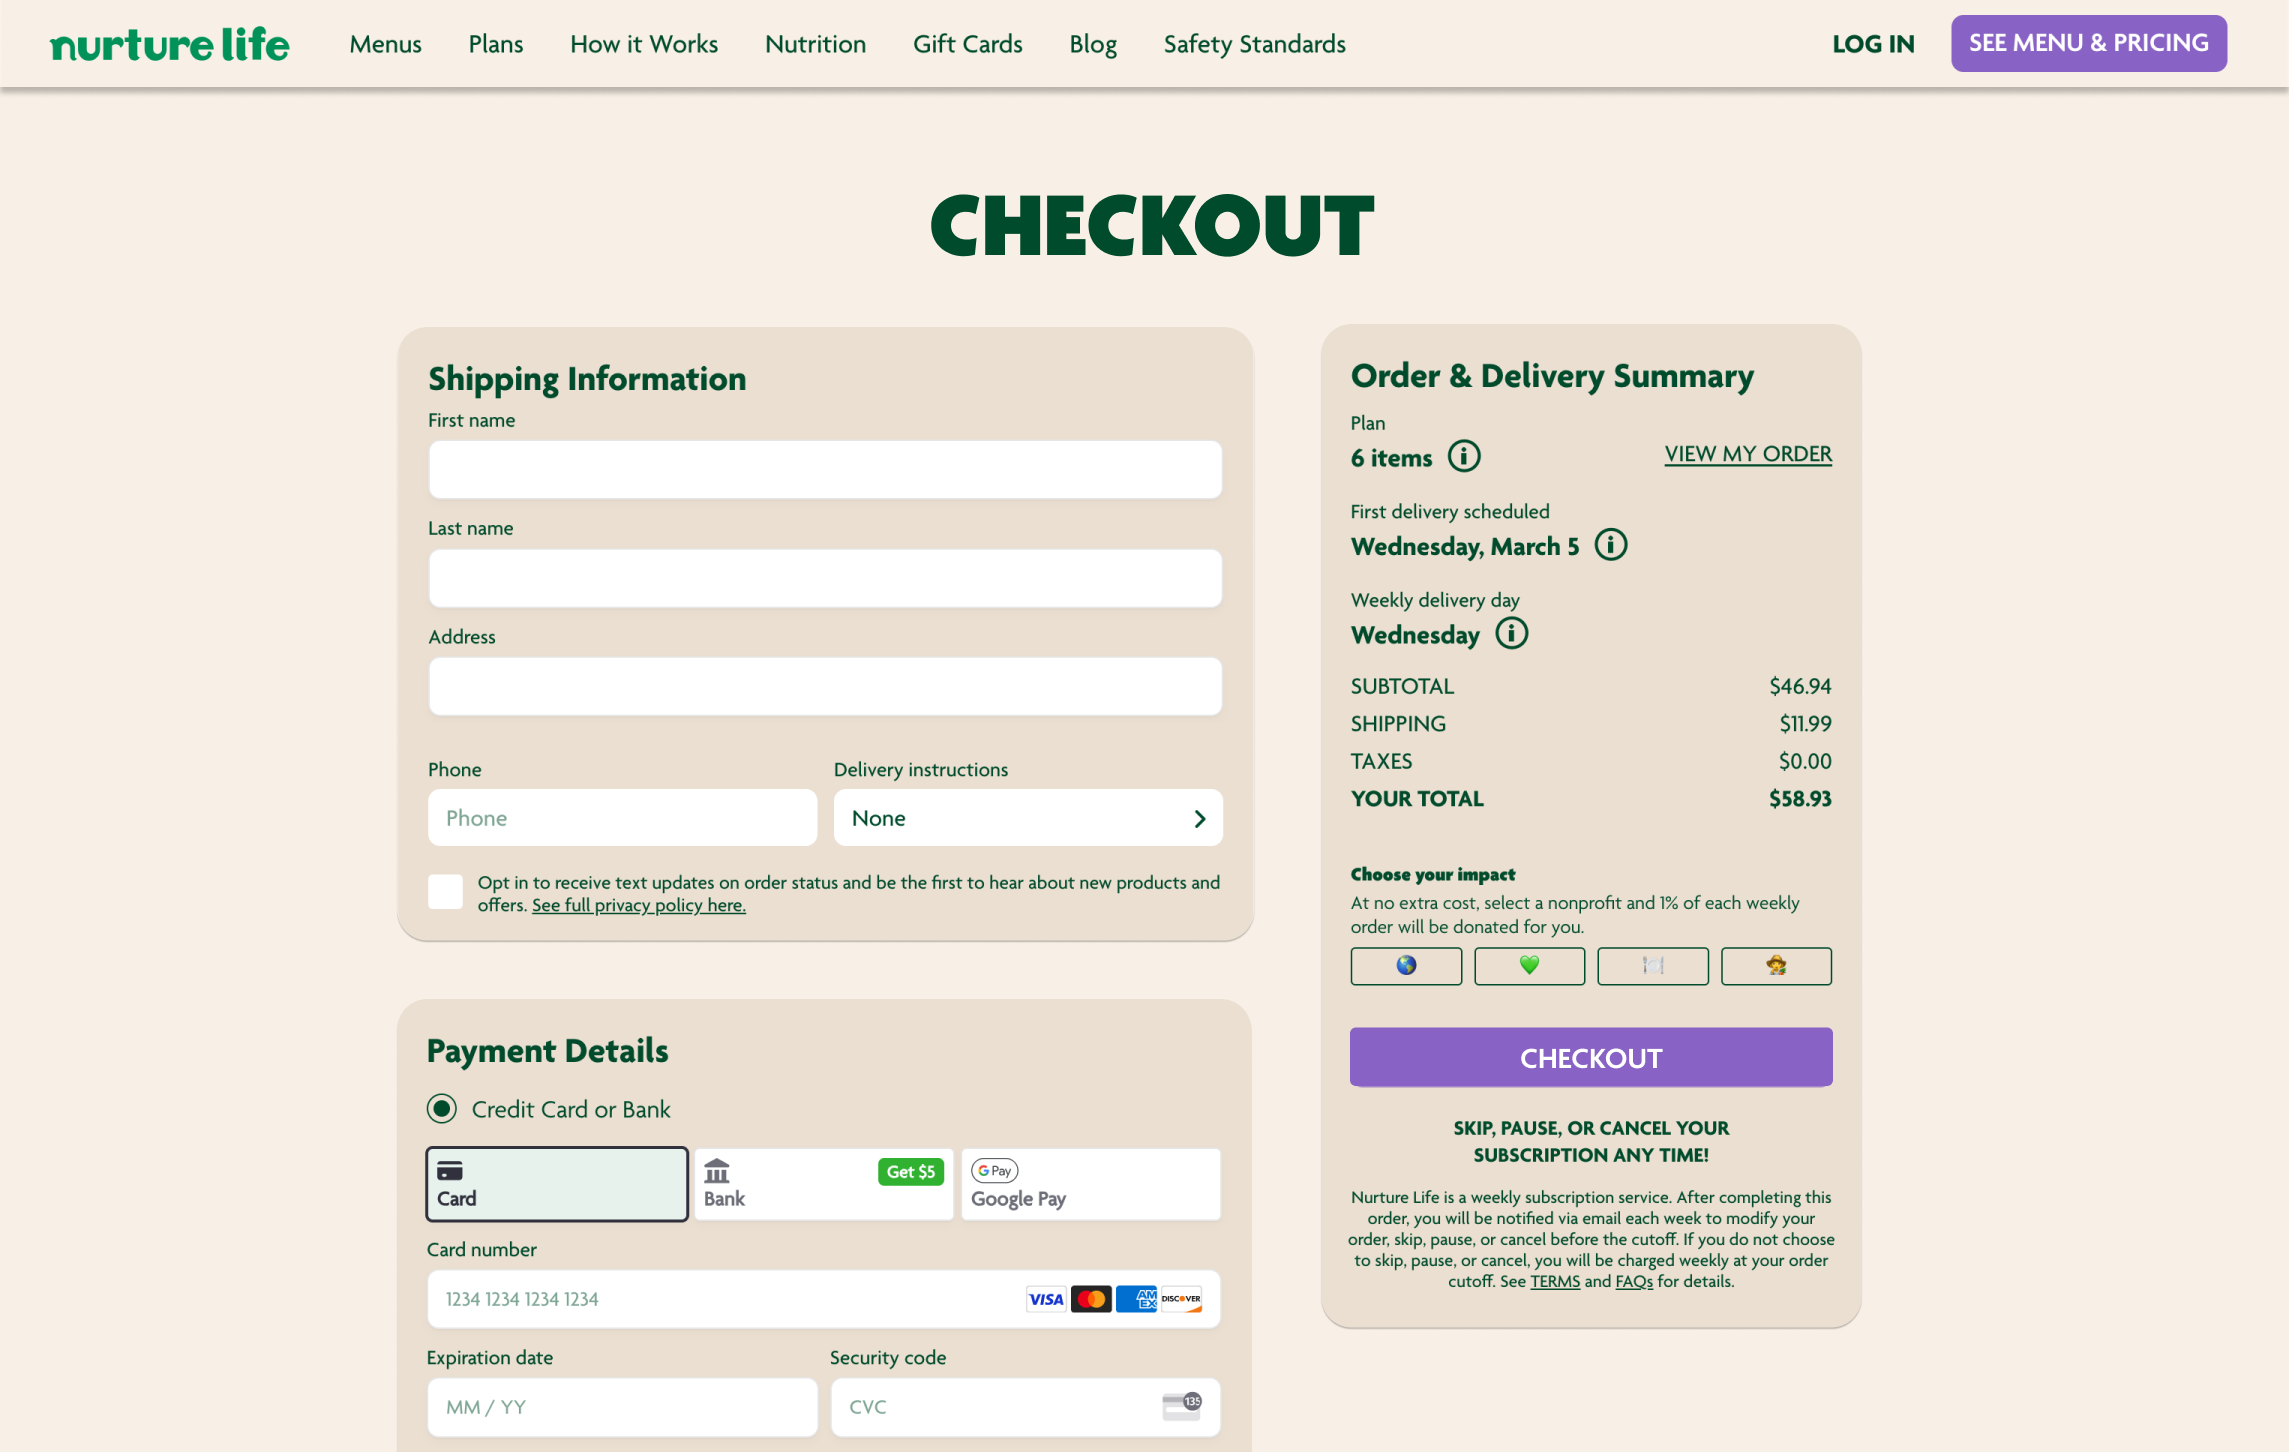 nurture life
Menus
Plans
How it Works
Nutrition
Gift Cards
Blog
Safety Standards
LOG IN
SEE MENU & PRICING
CHECKOUT
Shipping Information
First name
Last name
Address
Phone
Delivery instructions
Phone
None
Opt in to receive text updates on order status and be the first to hear about new products and
offers. See full privacy policy here.
Payment Details
Credit Card or Bank
Card
Bank
Get $5
G Pay
Google Pay
Card number
1234 1234 1234 1234
VISA
AM
EX
DISCOVER
Expiration date
Security code
MM / YY
CVC
135
Order & Delivery Summary
Plan
6 items
VIEW MY ORDER
First delivery scheduled
Wednesday, March 5
Weekly delivery day
Wednesday
SUBTOTAL $46.94
SHIPPING $11.99
TAXES $0.00
YOUR TOTAL $58.93
Choose your impact
At no extra cost, select a nonprofit and 1% of each weekly
order will be donated for you.
CHECKOUT
SKIP, PAUSE, OR CANCEL YOUR
SUBSCRIPTION ANY TIME!
Nurture Life is a weekly subscription service. After completing this
order, you will be notified via email each week to modify your
order, skip, pause, or cancel before the cutoff. If you do not choose
to skip, pause, or cancel, you will be charged weekly at your order
cutoff. See TERMS and FAQs for details.